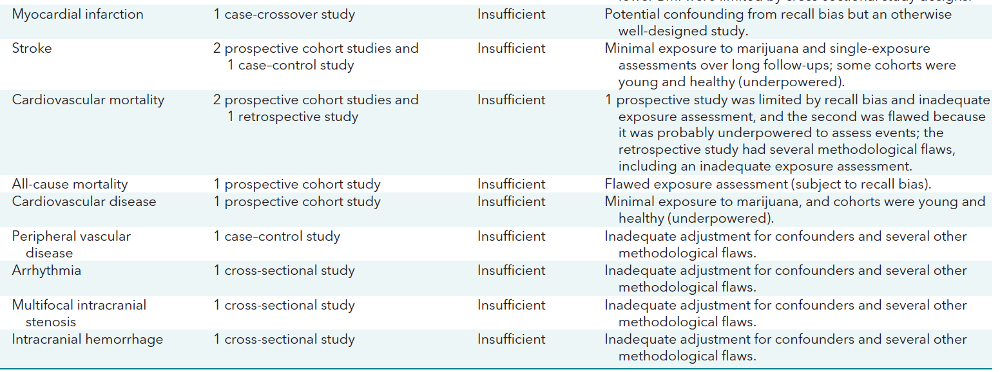 Myocardial infarction 1 case-crossover study Insufficient Potential confounding from recall bias but an otherwise
well-designed study.
Stroke 2 prospective cohort studies and Insufficient Minimal exposure to marijuana and single-exposure
1 case–control study assessments over long follow-ups; some cohorts were
young and healthy (underpowered).
Cardiovascular mortality 2 prospective cohort studies and Insufficient 1 prospective study was limited by recall bias and inadequate
1 retrospective study exposure assessment, and the second was flawed because
it was probably underpowered to assess events; the
retrospective study had several methodological flaws,
including an inadequate exposure assessment.
All-cause mortality 1 prospective cohort study Insufficient Flawed exposure assessment (subject to recall bias).
Cardiovascular disease 1 prospective cohort study Insufficient Minimal exposure to marijuana, and cohorts were young and
healthy (underpowered).
Peripheral vascular 1 case–control study Insufficient Inadequate adjustment for confounders and several other
disease methodological flaws.
Arrhythmia 1 cross-sectional study Insufficient Inadequate adjustment for confounders and several other
methodological flaws.
Multifocal intracranial 1 cross-sectional study Insufficient Inadequate adjustment for confounders and several other
stenosis methodological flaws.
Intracranial hemorrhage 1 cross-sectional study Insufficient Inadequate adjustment for confounders and several other
methodological flaws.